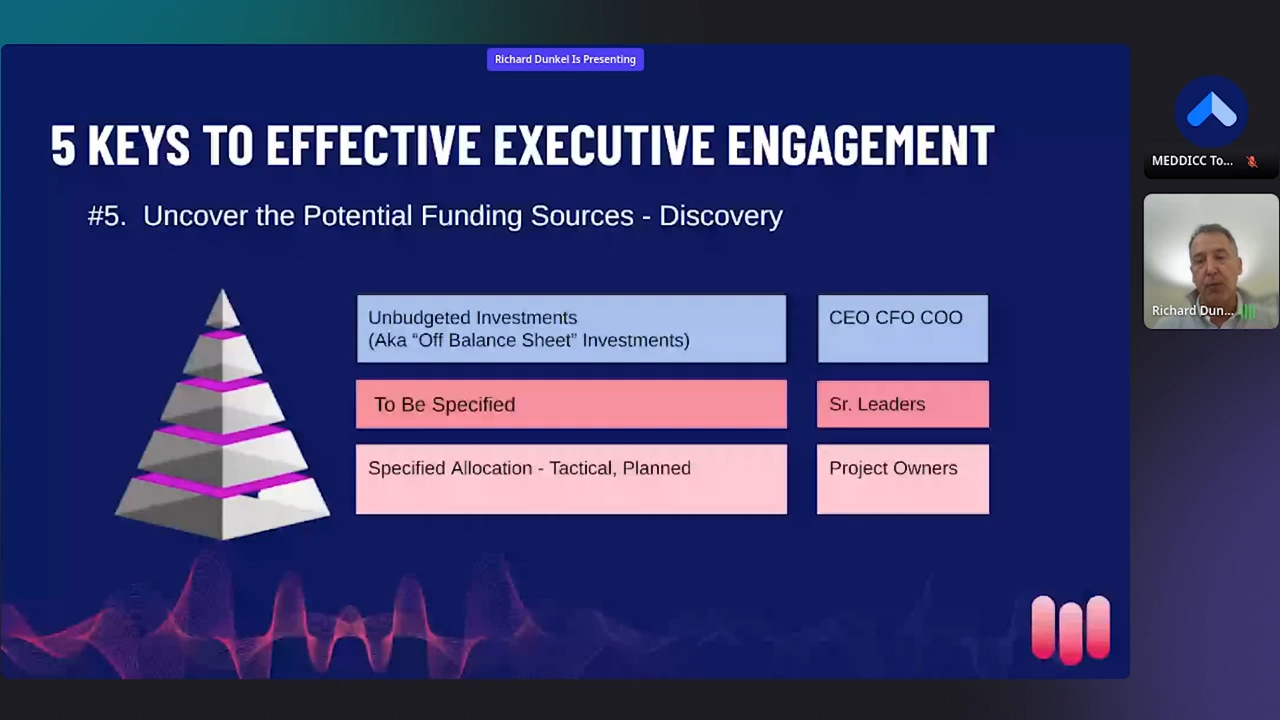 Richard Dunkel Is Presenting
5 KEYS TO EFFECTIVE EXECUTIVE ENGAGEMENT
#5. Uncover the Potential Funding Sources - Discovery
Unbudgeted Investments
(Aka “Off Balance Sheet” Investments)
CEO CFO COO
To Be Specified
Sr. Leaders
Specified Allocation - Tactical, Planned
Project Owners
MEDDICC To...
Richard Dun...